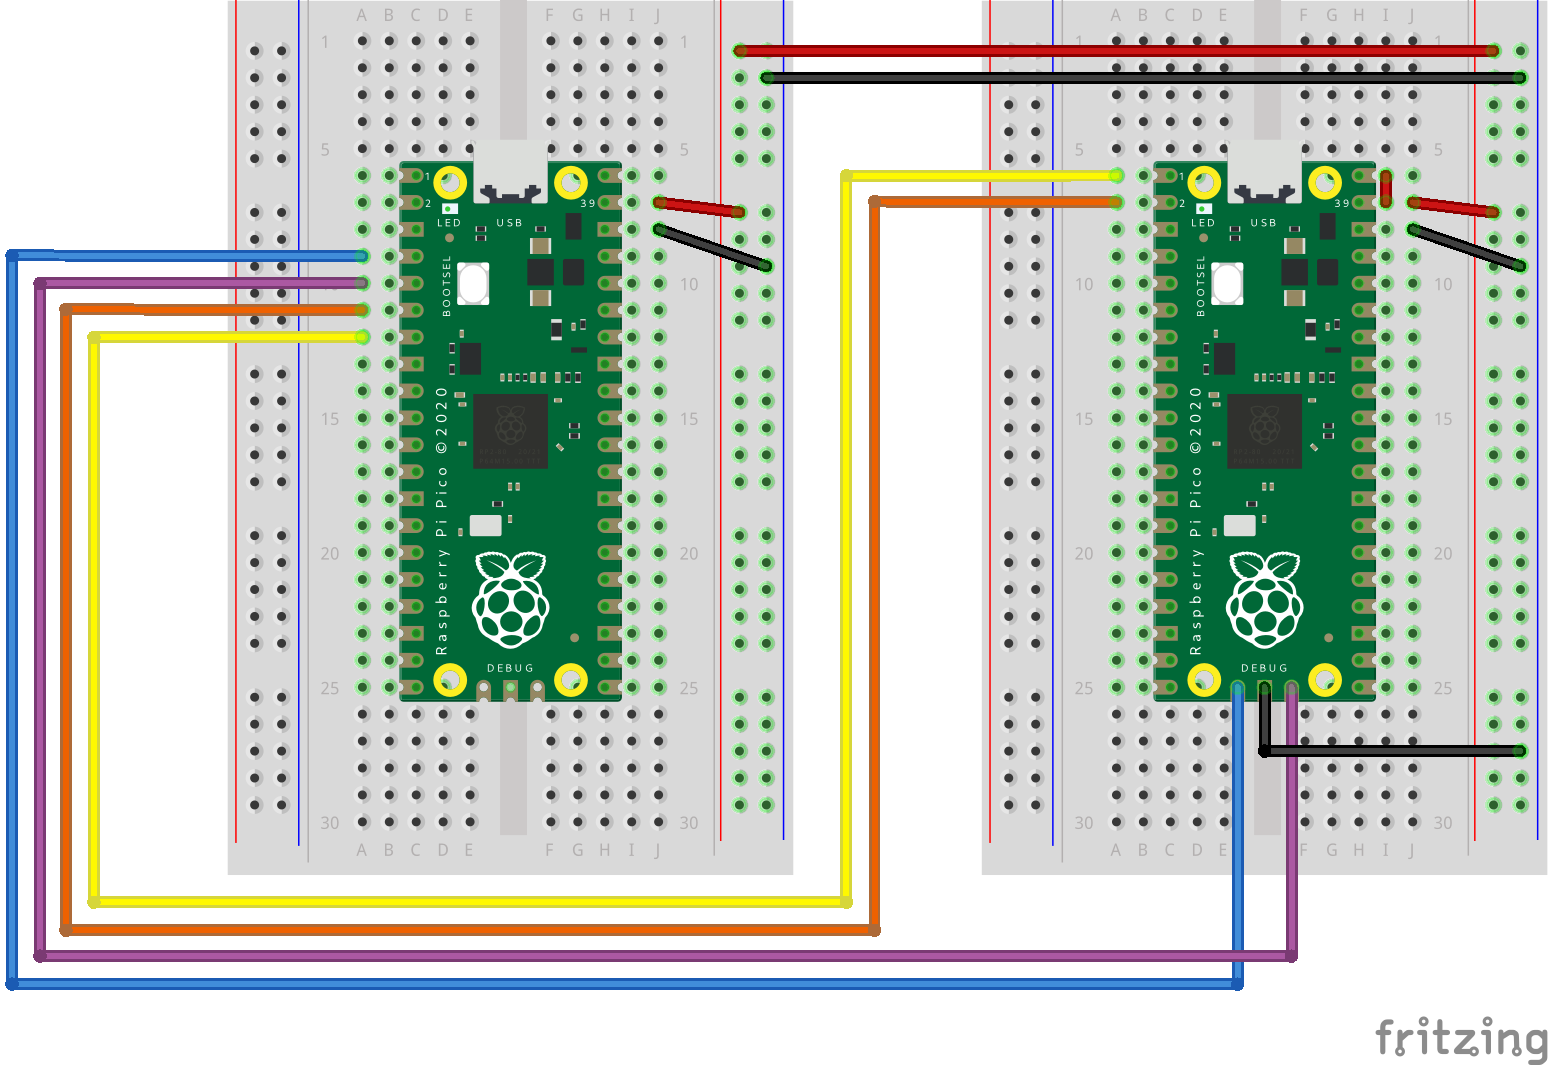 A B C D E F G H I J A B C D E F G H I J
1 1 1 1
5 5 5 5
1 1
2 39 2 39
LED USB LED USB
BOOTSEL BOOTSEL
10 10 10 10
15 15 15 15
Raspberry Pi Pico ©2020 Raspberry Pi Pico ©2020
20 20 20 20
DEBUG DEBUG
25 25 25 25
30 30 30 30
A B C D E F G H I J A B C D E F G H I J
fritzing